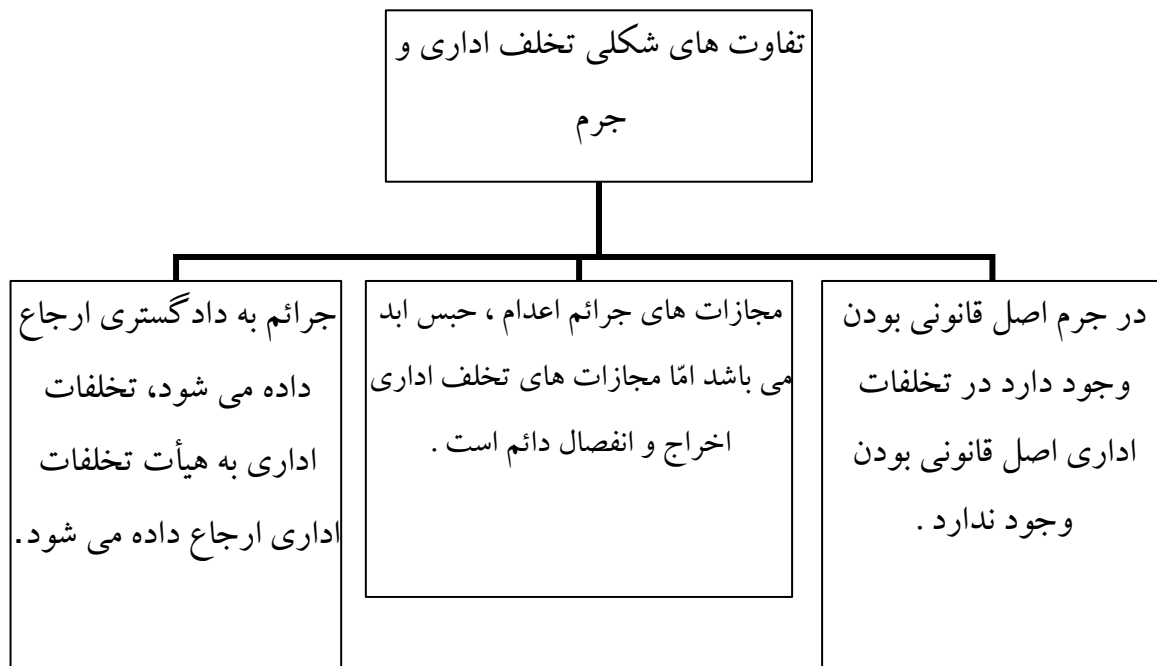 تفاوت های شکلی تخلف اداری و
جرم
در جرم اصل قانونی بودن
وجود دارد در تخلفات
اداری اصل قانونی بودن
وجود ندارد .
مجازات های جرائم اعدام ، حبس ابد
می باشد امّا مجازات های تخلف اداری
اخراج و انفصال دائم است .
جرائم به دادگستری ارجاع
داده می شود، تخلفات
اداری به هیأت تخلفات
اداری ارجاع داده می شود.